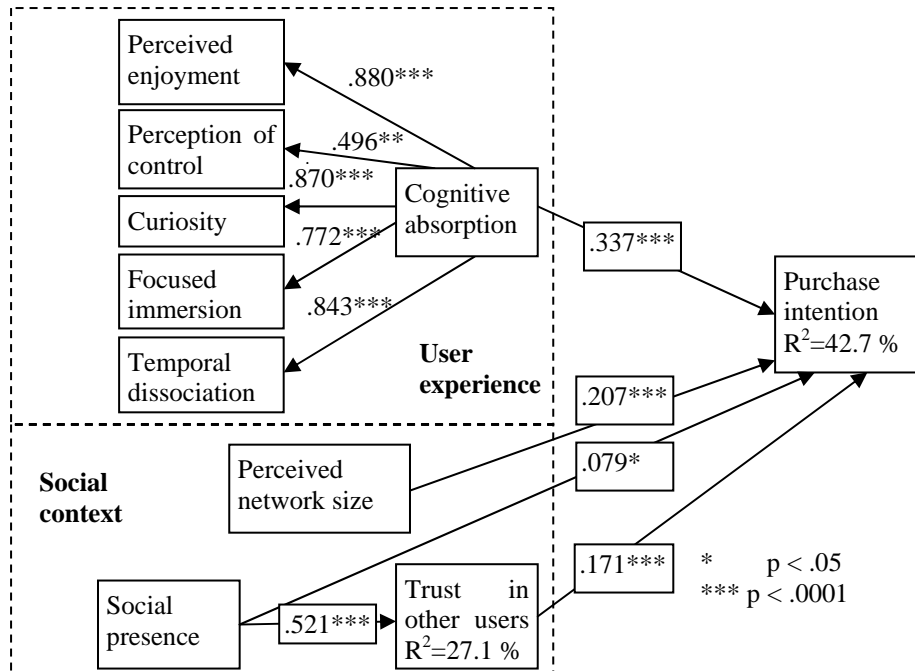 Perceived
enjoyment
.880***
Perception of
control
.496**
.870***
Cognitive
absorption
Curiosity
.772***
.337***
Focused
immersion
.843***
Purchase
intention
R²=42.7 %
Temporal
dissociation
User
experience
.207***
.079*
Perceived
network size
Social
context
.171***
* p < .05
*** p < .0001
Social
presence
.521***
Trust in
other users
R²=27.1 %